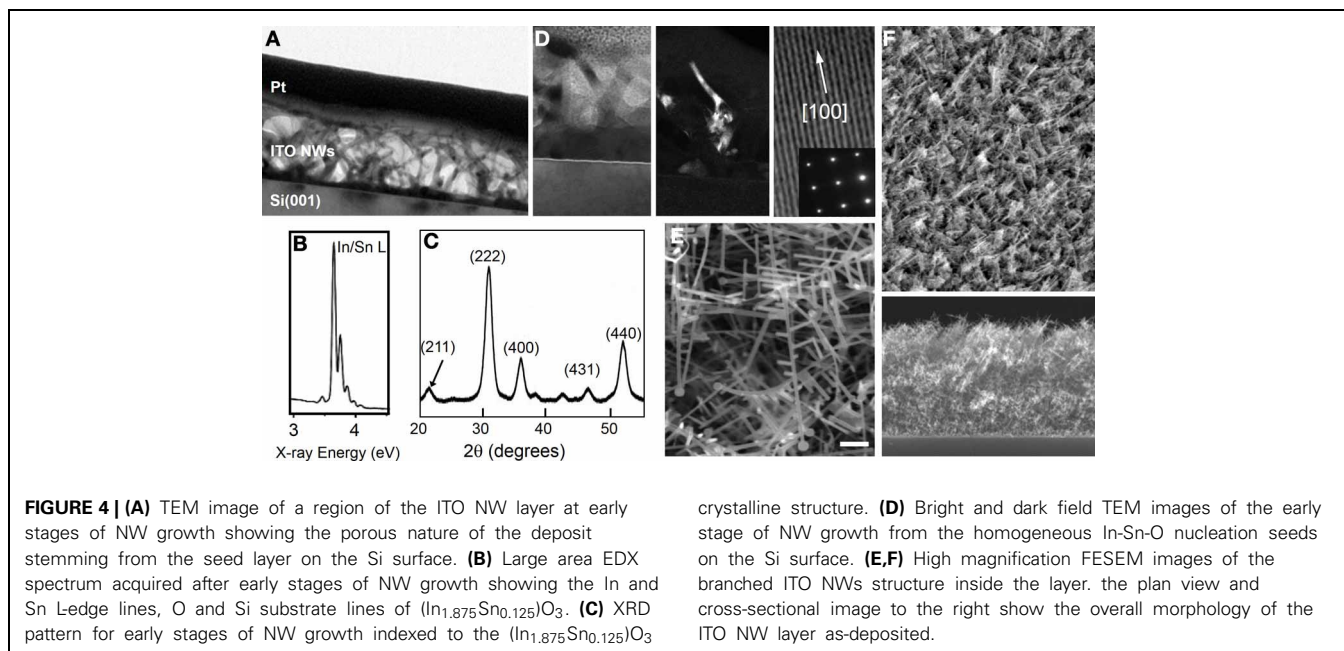 A
Pt
ITO NWs
Si(001)
D
[100]
F
B
In/Sn L
3
4
X-ray Energy (eV)
C
(211)
(222)
(400)
(431)
(440)
20
30
40
50
2θ (degrees)
E
FIGURE 4 | (A) TEM image of a region of the ITO NW layer at early
stages of NW growth showing the porous nature of the deposit
stemming from the seed layer on the Si surface. (B) Large area EDX
spectrum acquired after early stages of NW growth showing the In and
Sn L-edge lines, O and Si substrate lines of (In₁.₈₇₅Sn₀.₁₂₅)O₃. (C) XRD
pattern for early stages of NW growth indexed to the (In₁.₈₇₅Sn₀.₁₂₅)O₃
crystalline structure. (D) Bright and dark field TEM images of the early
stage of NW growth from the homogeneous In-Sn-O nucleation seeds
on the Si surface. (E,F) High magnification FESEM images of the
branched ITO NWs structure inside the layer. the plan view and
cross-sectional image to the right show the overall morphology of the
ITO NW layer as-deposited.